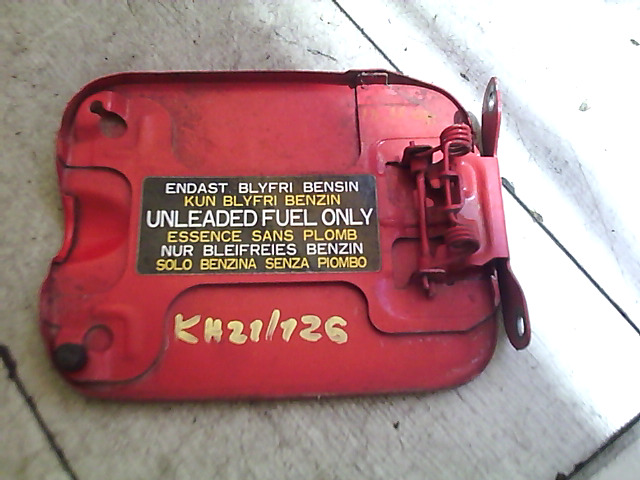 ENDAST BLYFRI BENSIN
KUN BLYFRI BENZIN
UNLEADED FUEL ONLY
ESSENCE SANS PLOMB
NUR BLEIFREIES BENZIN
SOLO BENZINA SENZA PIOMBO
KH21/126